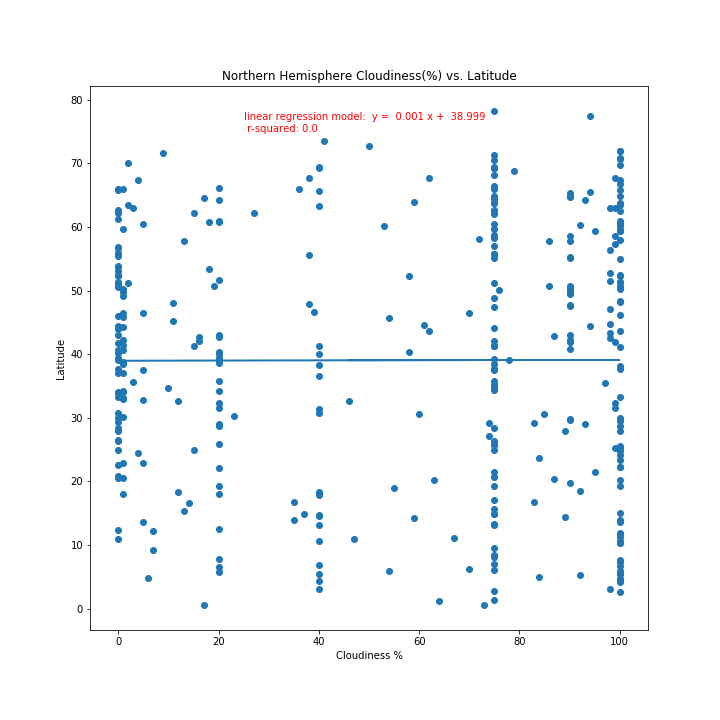 Northern Hemisphere Cloudiness(%) vs. Latitude
80
linear regression model:  y =  0.001 x +  38.999
r-squared: 0.0
70
60
50
Latitude
40
30
20
10
0
0 20 40 60 80 100
Cloudiness %